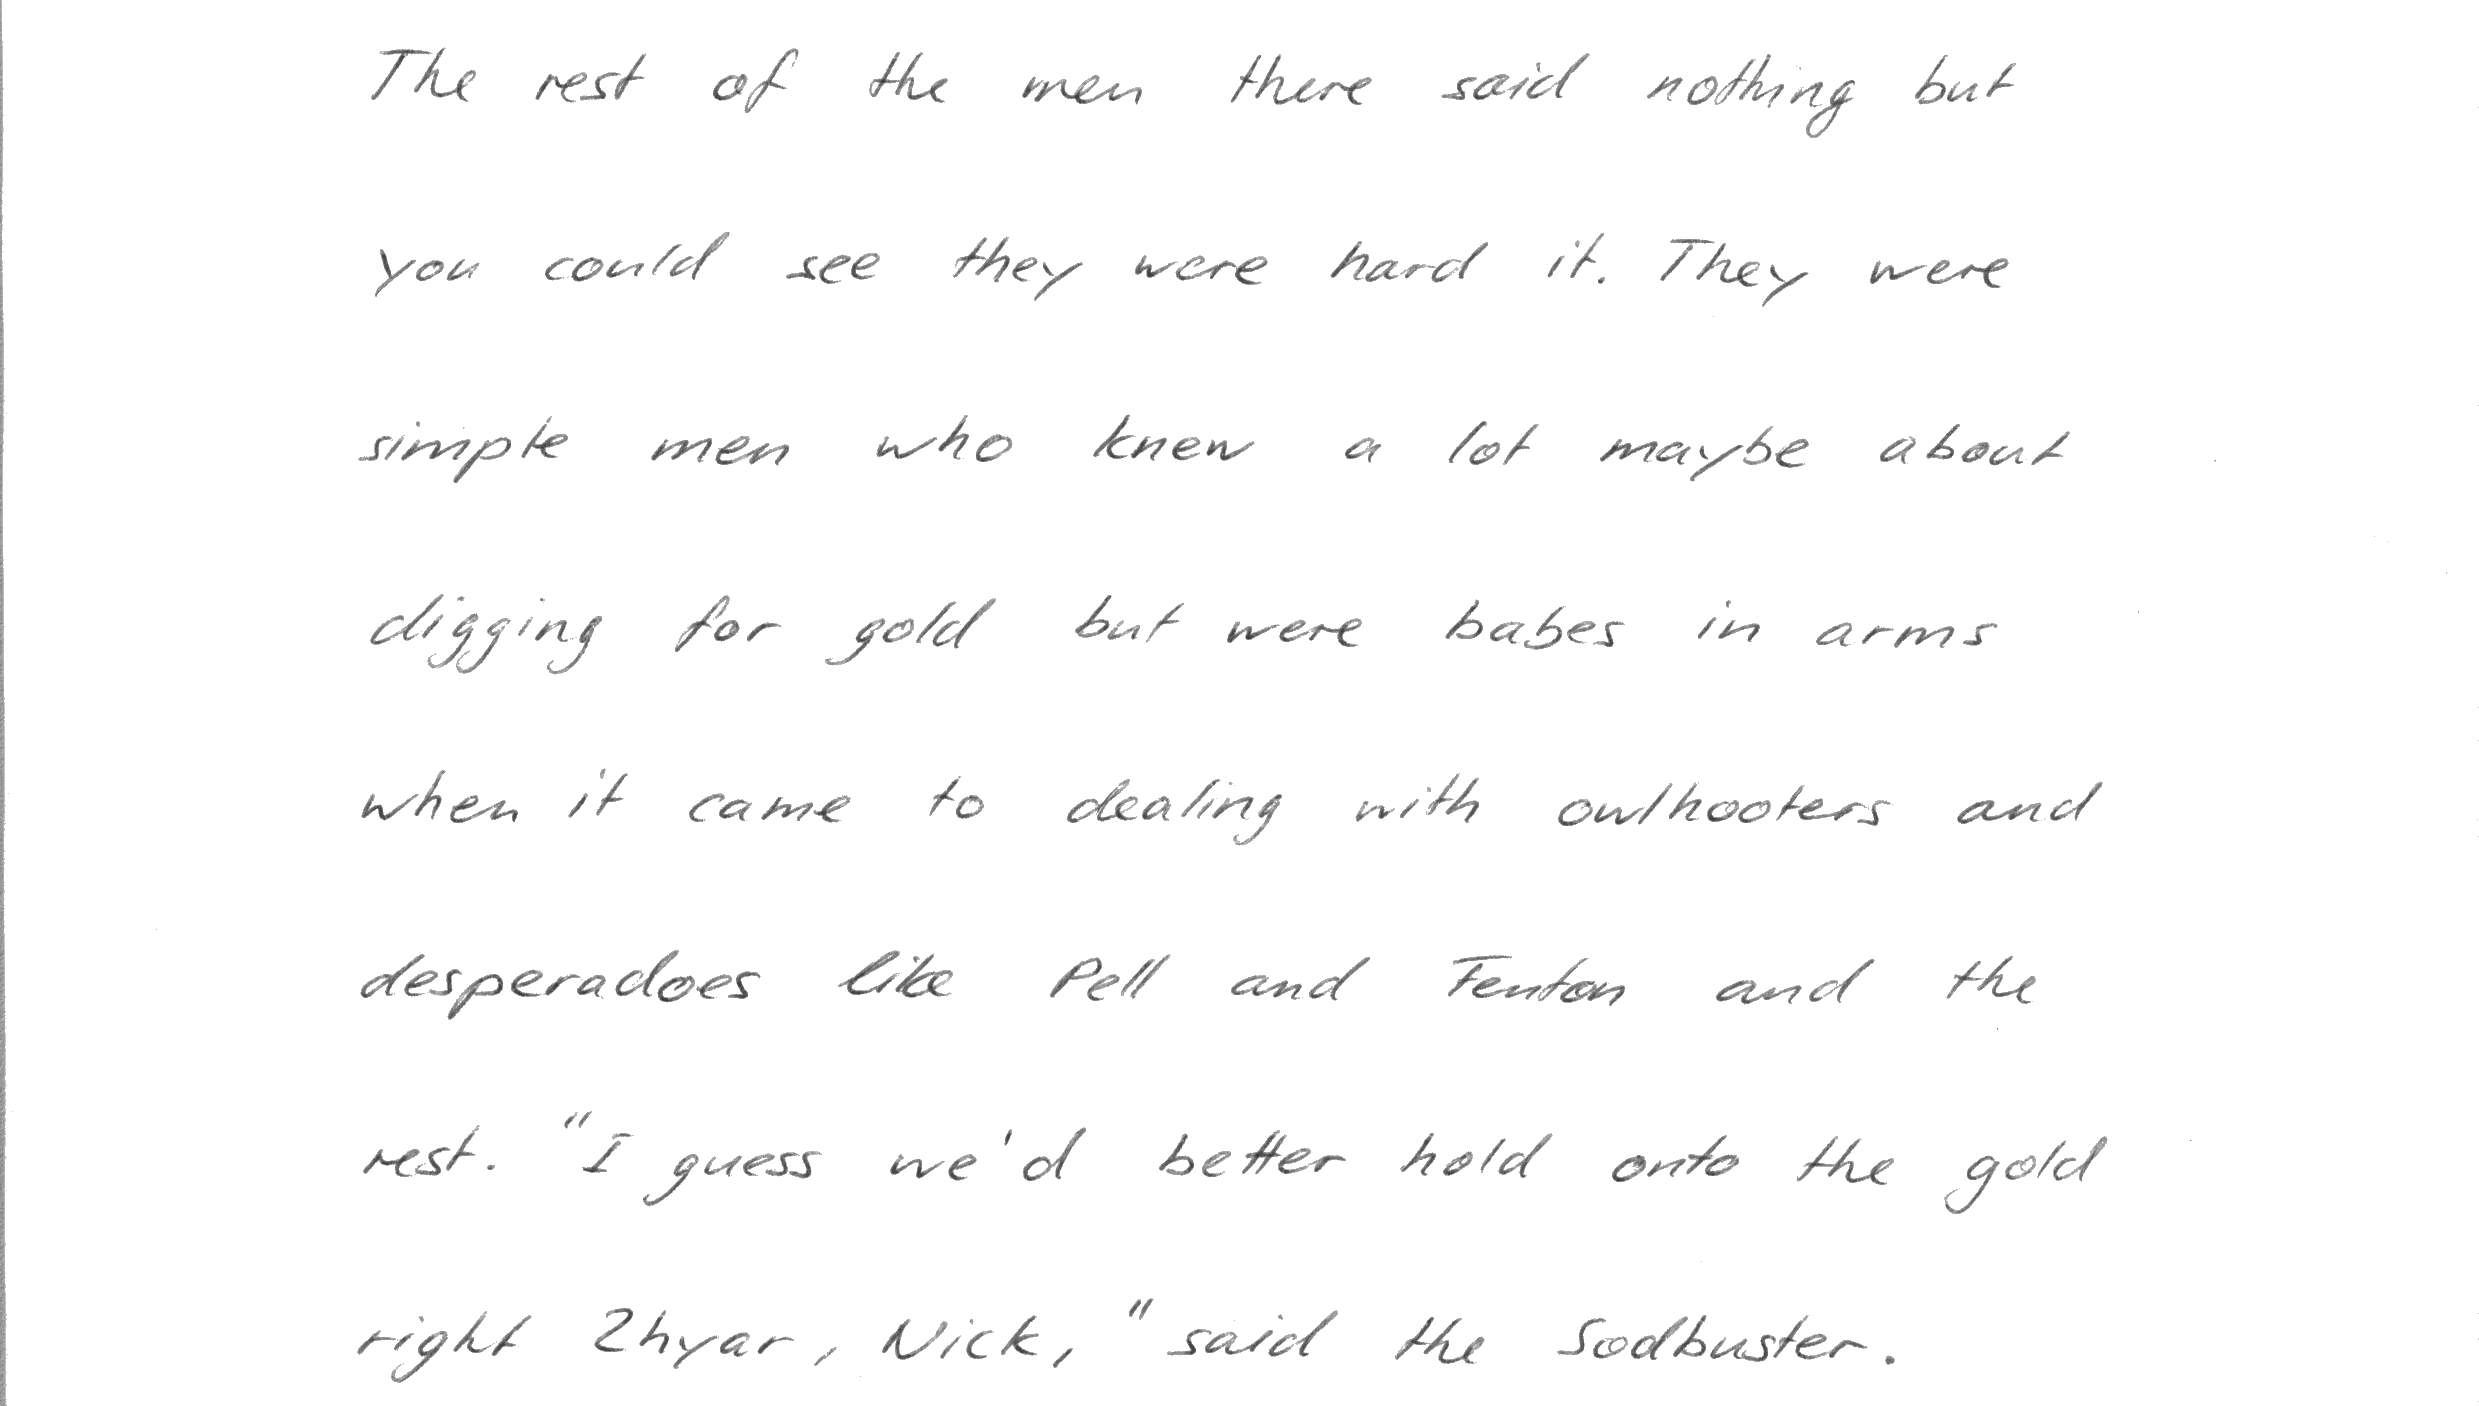 The rest of the men there said nothing but
you could see they were hard it. They were
simple men who knew a lot maybe about
digging for gold but were babes in arms
when it came to dealing with owlhooters and
desperadoes like Pell and Fenton and the
rest. "I guess we'd better hold onto the gold
right 2hyar, Nick," said the Sodbuster.